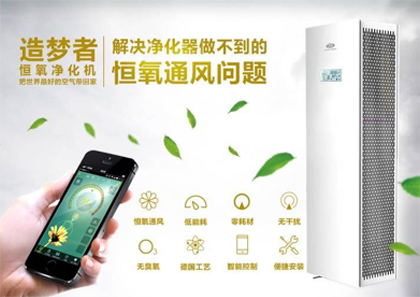 造梦者
恒氧净化机
把世界最好的空气带回家
解决净化器做不到的
恒氧通风问题
恒氧通风
低能耗
零耗材
无干扰
O₃
无臭氧
德国工艺
智能控制
便捷安装